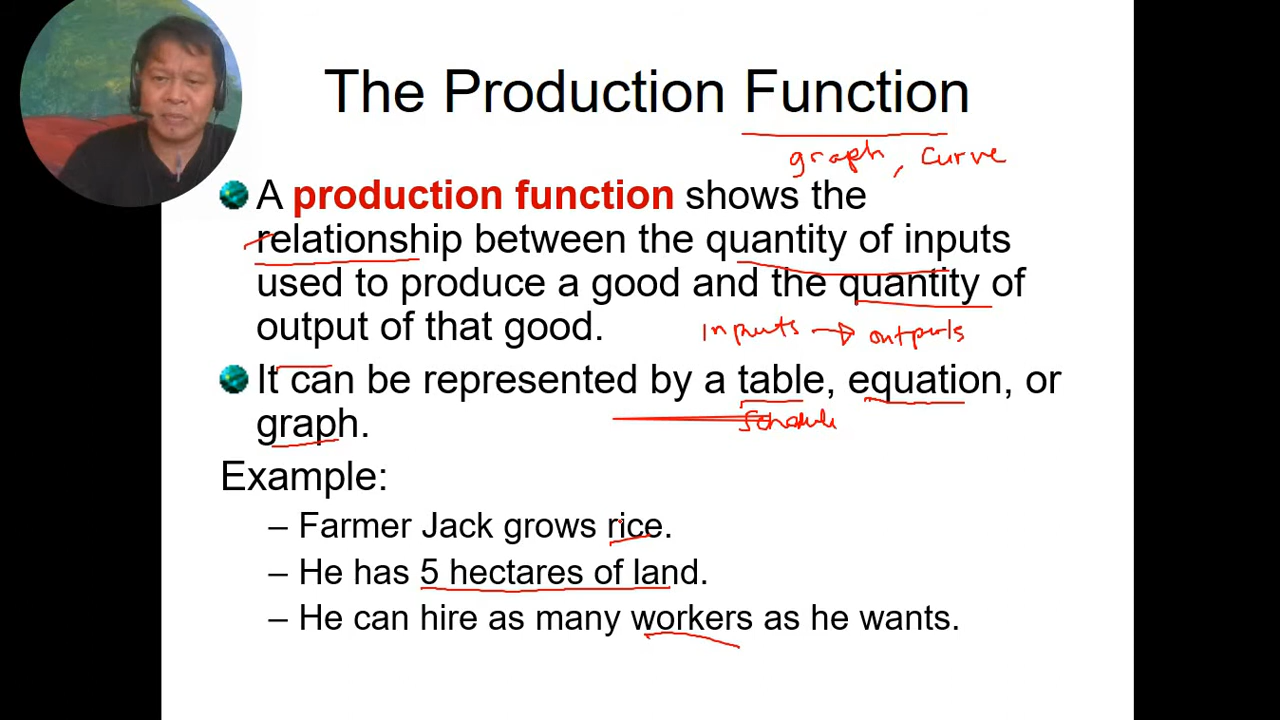 The Production Function
graph, curve
A production function shows the
relationship between the quantity of inputs
used to produce a good and the quantity of
output of that good.
inputs → outputs
It can be represented by a table, equation, or
schedule
graph.
Example:
– Farmer Jack grows rice.
– He has 5 hectares of land.
– He can hire as many workers as he wants.